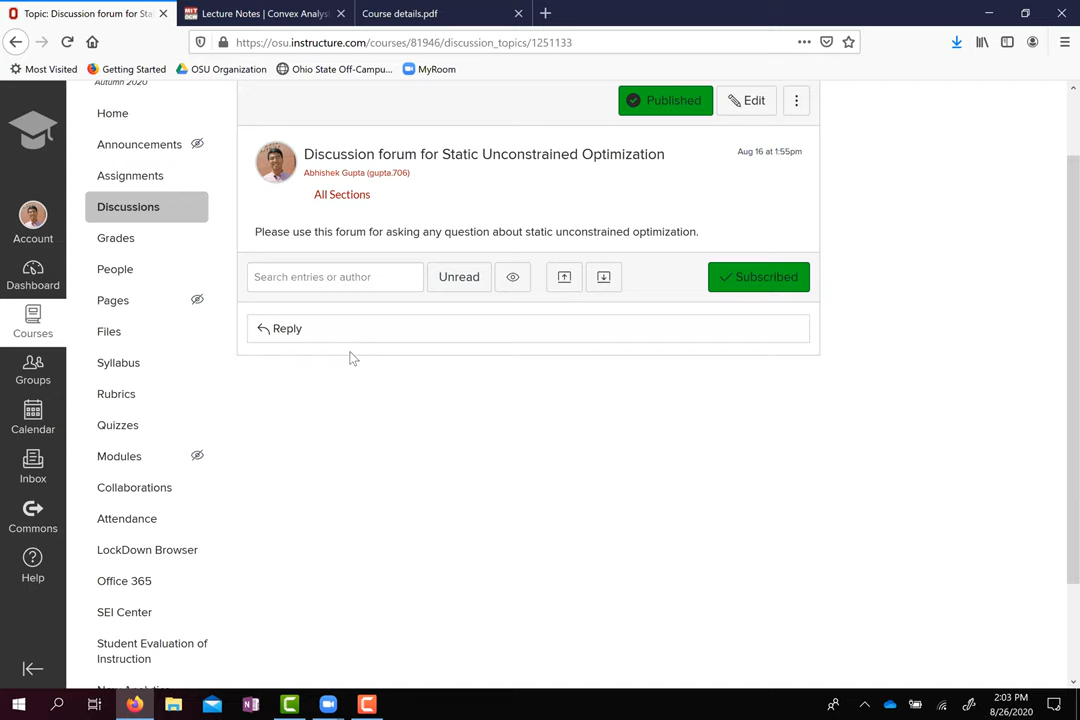 Topic: Discussion forum for Sta
Lecture Notes | Convex Analysi
Course details.pdf
https://osu.instructure.com/courses/81946/discussion_topics/1251133
Most Visited
Getting Started
OSU Organization
Ohio State Off-Campu...
MyRoom
Autumn 2020
Home
Announcements
Assignments
Discussions
Grades
People
Pages
Files
Syllabus
Rubrics
Quizzes
Modules
Collaborations
Attendance
LockDown Browser
Office 365
SEI Center
Student Evaluation of
Instruction
Account
Dashboard
Courses
Groups
Calendar
Inbox
Commons
Help
Published
Edit
Discussion forum for Static Unconstrained Optimization
Aug 16 at 1:55pm
Abhishek Gupta (gupta.706)
All Sections
Please use this forum for asking any question about static unconstrained optimization.
Search entries or author
Unread
Subscribed
Reply
2:03 PM
8/26/2020